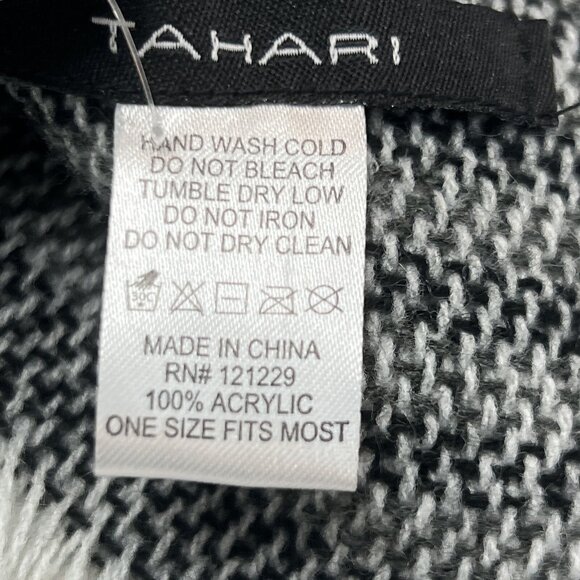 TAHARI
HAND WASH COLD
DO NOT BLEACH
TUMBLE DRY LOW
DO NOT IRON
DO NOT DRY CLEAN
30C
MADE IN CHINA
RN# 121229
100% ACRYLIC
ONE SIZE FITS MOST